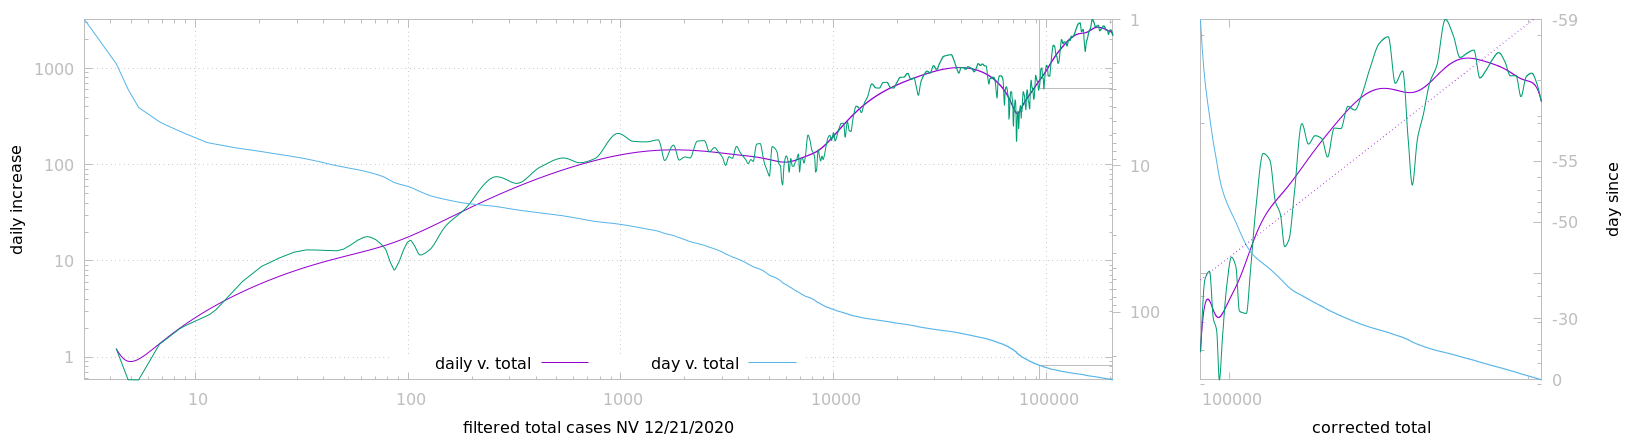 1 -59
1000
daily increase
100 10 -55
day since
-50
10
100 -30
1 daily v. total day v. total
0
10 100 1000 10000 100000 100000
filtered total cases NV 12/21/2020 corrected total